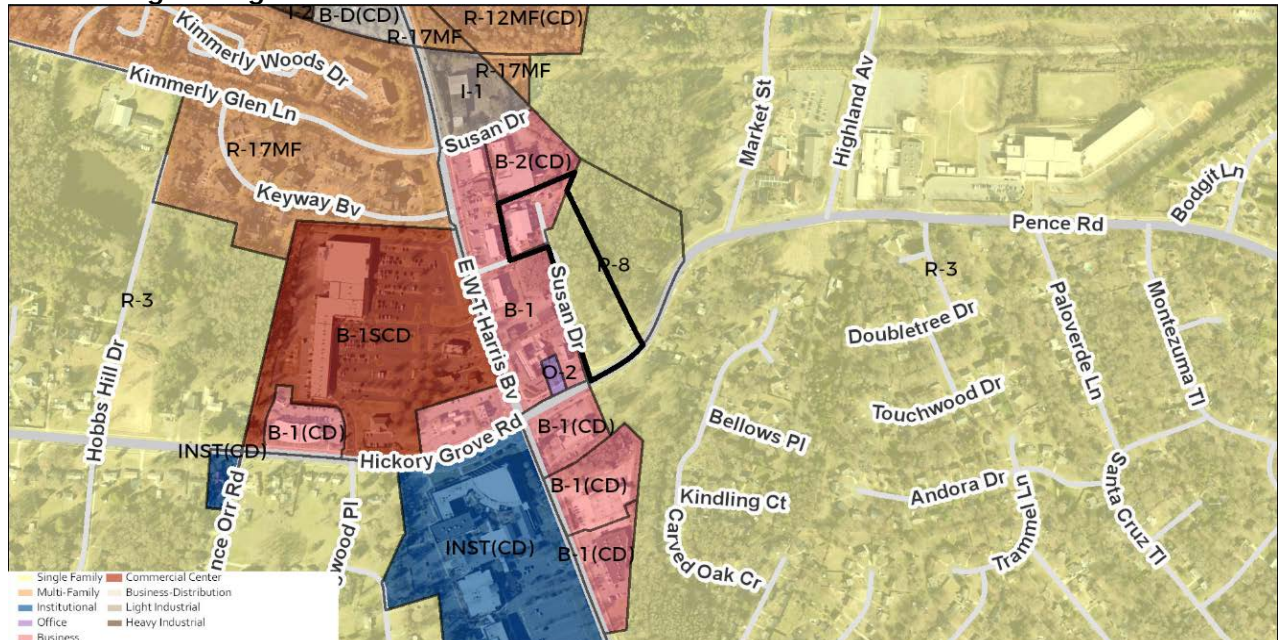 B-D(CD)
R-12MF(CD)
R-17MF
R-17MF
I-1
Kimmerly Woods Dr
Kimmerly Glen Ln
Susan Dr
Market St
Highland Av
B-2(CD)
R-17MF
Keyway Bv
Bodgit Ln
Pence Rd
R-3
R-8
R-3
E W T Harris Bv
Susan Dr
B-1
B-1SCD
Doubletree Dr
Paloverde Ln
Montezuma Tl
Hobbs Hill Dr
O-2
Touchwood Dr
B-1(CD)
B-1(CD)
Bellows Pl
INST(CD)
Hickory Grove Rd
B-1(CD)
Kindling Ct
Andora Dr
Santa Cruz Tl
Orr Rd
INST(CD)
B-1(CD)
Carved Oak Cr
Trammel Ln
Single Family
Commercial Center
Multi-Family
Business-Distribution
Institutional
Light Industrial
Office
Heavy Industrial
Business